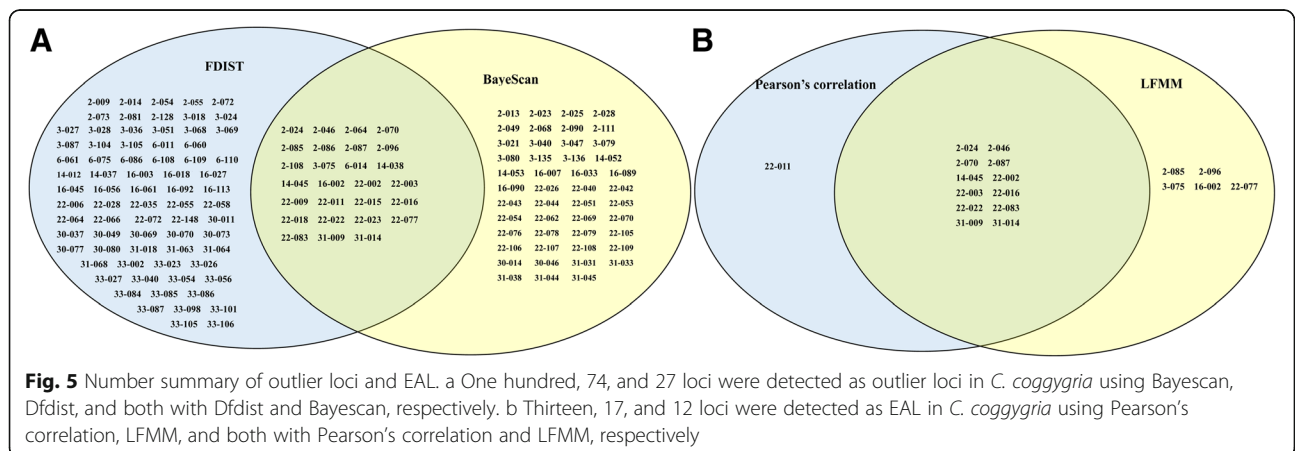 A
B
FDIST
BayeScan
2-009 2-014 2-054 2-055 2-072
2-073 2-081 2-128 3-018 3-024
3-027 3-028 3-036 3-051 3-068 3-069
3-087 3-104 3-105 6-011 6-060
6-061 6-075 6-086 6-108 6-109 6-110
14-012 14-037 16-003 16-018 16-027
16-045 16-056 16-061 16-092 16-113
22-006 22-028 22-035 22-055 22-058
22-064 22-066 22-072 22-148 30-011
30-037 30-049 30-069 30-070 30-073
30-077 30-080 31-018 31-063 31-064
31-068 33-002 33-023 33-026
33-027 33-040 33-054 33-056
33-084 33-085 33-086
33-087 33-098 33-101
33-105 33-106
2-024 2-046 2-064 2-070
2-085 2-086 2-087 2-096
2-108 3-075 6-014 14-038
14-045 16-002 22-002 22-003
22-009 22-011 22-015 22-016
22-018 22-022 22-023 22-077
22-083 31-009 31-014
2-013 2-023 2-025 2-028
2-049 2-068 2-090 2-111
3-021 3-040 3-047 3-079
3-080 3-135 3-136 14-052
14-053 16-007 16-033 16-089
16-090 22-026 22-040 22-042
22-043 22-044 22-051 22-053
22-054 22-062 22-069 22-070
22-076 22-078 22-079 22-105
22-106 22-107 22-108 22-109
30-014 30-046 31-031 31-033
31-038 31-044 31-045
Pearson's correlation
LFMM
22-011
2-024 2-046
2-070 2-087
14-045 22-002
22-003 22-016
22-022 22-083
31-009 31-014
2-085 2-096
3-075 16-002 22-077
Fig. 5 Number summary of outlier loci and EAL. a One hundred, 74, and 27 loci were detected as outlier loci in C. coggygria using Bayescan,
Dfdist, and both with Dfdist and Bayescan, respectively. b Thirteen, 17, and 12 loci were detected as EAL in C. coggygria using Pearson's
correlation, LFMM, and both with Pearson's correlation and LFMM, respectively